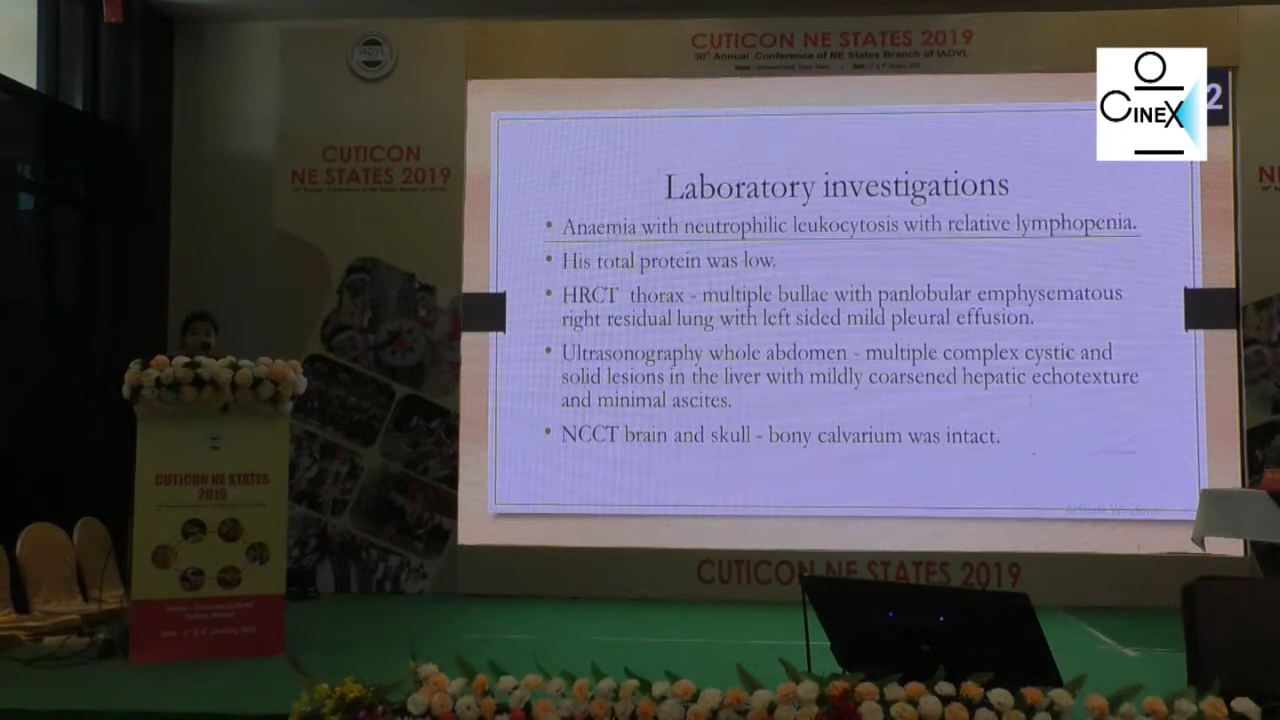 CUTICON NE STATES 2019
30th Annual Conference of NE States Branch of IADVL
IADVL
CUTICON
NE STATES 2019
CINEX
2
Laboratory investigations
• Anaemia with neutrophilic leukocytosis with relative lymphopenia.
• His total protein was low.
• HRCT thorax - multiple bullae with panlobular emphysematous
right residual lung with left sided mild pleural effusion.
• Ultrasonography whole abdomen - multiple complex cystic and
solid lesions in the liver with mildly coarsened hepatic echotexture
and minimal ascites.
• NCCT brain and skull - bony calvarium was intact.
Activate Windows
CUTICON NE STATES
2019
CUTICON NE STATES 2019